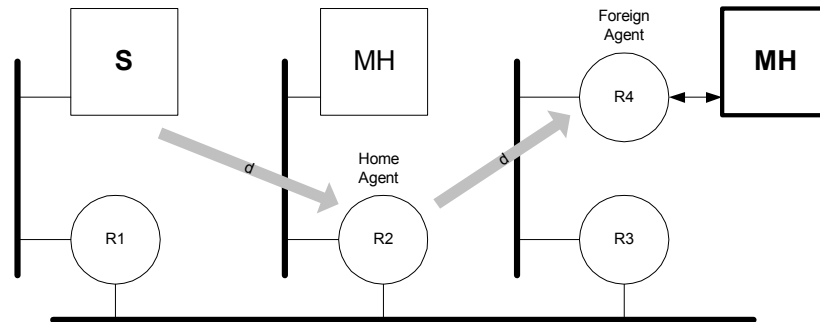 S
MH
Foreign
Agent
R4
MH
d
d
Home
Agent
R1
R2
R3